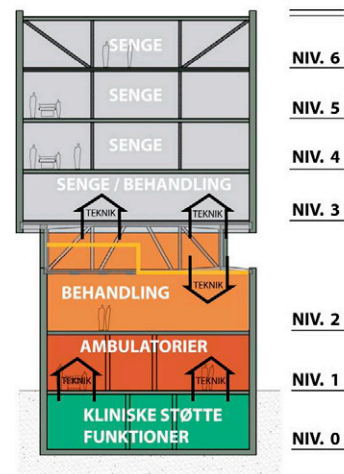 SENGE
NIV. 6
SENGE
NIV. 5
SENGE
NIV. 4
SENGE / BEHANDLING
TEKNIK
TEKNIK
NIV. 3
TEKNIK
BEHANDLING
NIV. 2
AMBULATORIER
TEKNIK
TEKNIK
NIV. 1
KLINISKE STØTTE
FUNKTIONER
NIV. 0